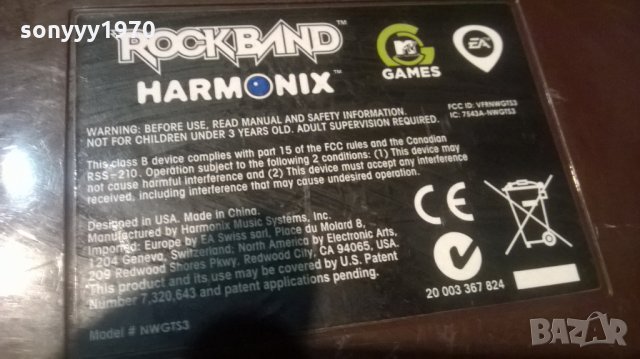 sonyyy1970
ROCKBAND™
HARMONIX™
MTV
G
GAMES
EA
FCC ID: VFRNWGTS3
IC: 7543A-NWGTS3
WARNING: BEFORE USE, READ MANUAL AND SAFETY INFORMATION.
NOT FOR CHILDREN UNDER 3 YEARS OLD. ADULT SUPERVISION REQUIRED.
This class B device complies with part 15 of the FCC rules and the Canadian
RSS-210. Operation subject to the following 2 conditions: (1) This device may
not cause harmful interference and (2) This device must accept any interference
received, including interference that may cause undesired operation.
Designed in USA. Made in China.
Manufactured by Harmonix Music Systems, Inc.
Imported: Europe by EA Swiss sarl, Place du Molard 8,
1204 Geneva, Switzerland; North America by Electronic Arts,
209 Redwood Shores Pkwy, Redwood City, CA 94065, USA.
This product and its use may be covered by U.S. Patent
Number 7,320,643 and patent applications pending.
Model # NWGTS3
CE
N
20 003 367 824
BAZAR.bg